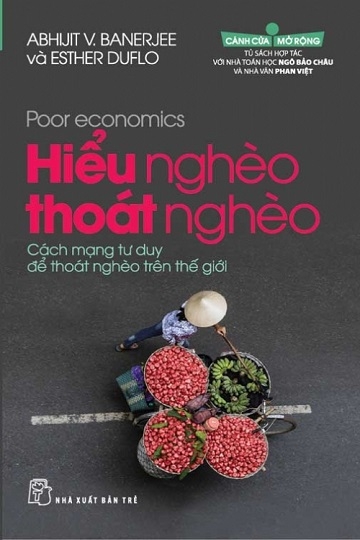 ABHIJIT V. BANERJEE
và ESTHER DUFLO
CÁNH CỬA MỞ RỘNG
TỦ SÁCH HỢP TÁC
VỚI NHÀ TOÁN HỌC NGÔ BẢO CHÂU
VÀ NHÀ VĂN PHAN VIỆT
Poor economics
Hiểu nghèo
thoát nghèo
Cách mạng tư duy
để thoát nghèo trên thế giới
NHÀ XUẤT BẢN TRẺ